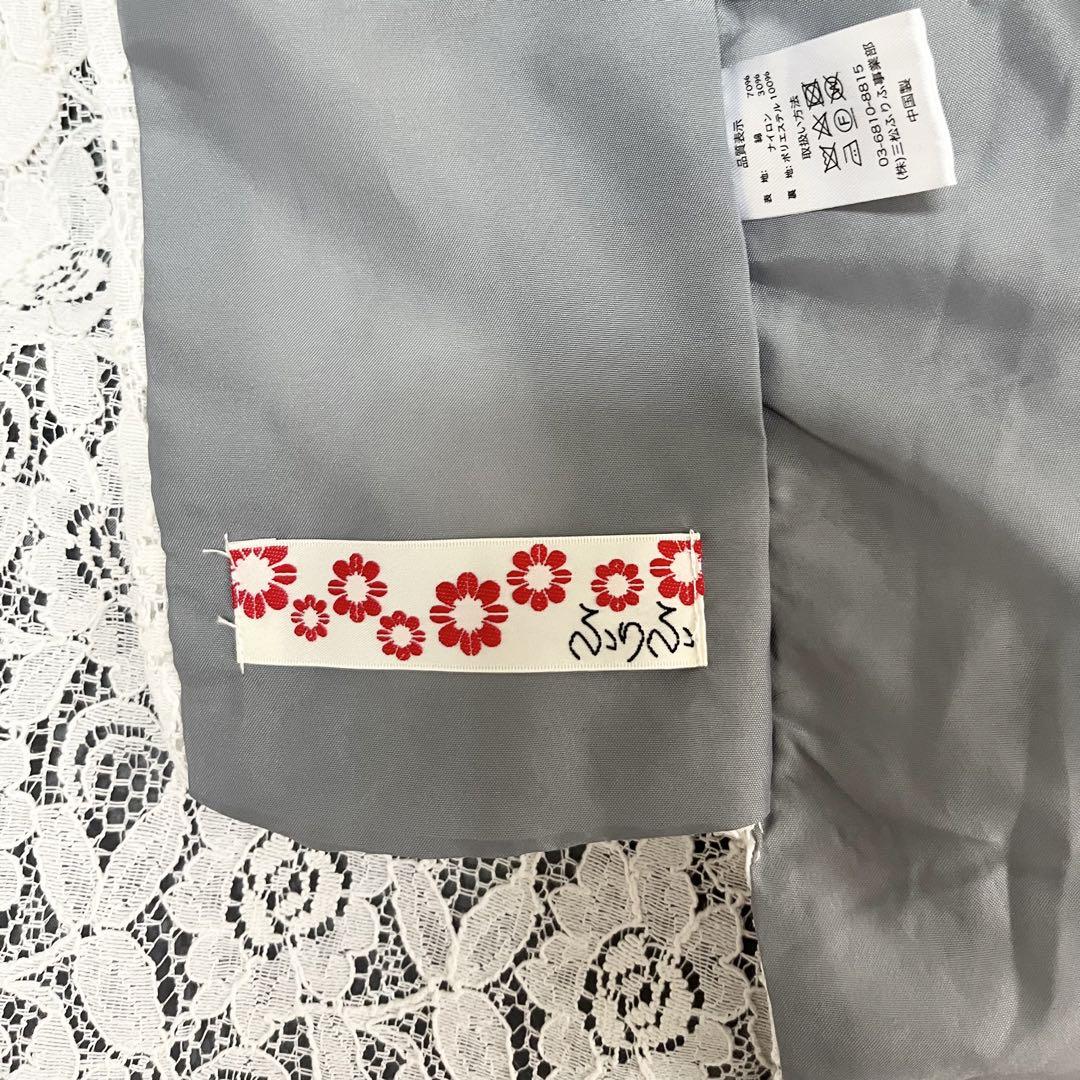 品質表示
表 地: ナイロン 70%
綿 30%
裏 地: ポリエステル 100%
取扱い方法
(株)三松ふりふ事業部
03-6810-8815
中国製
ふりふ